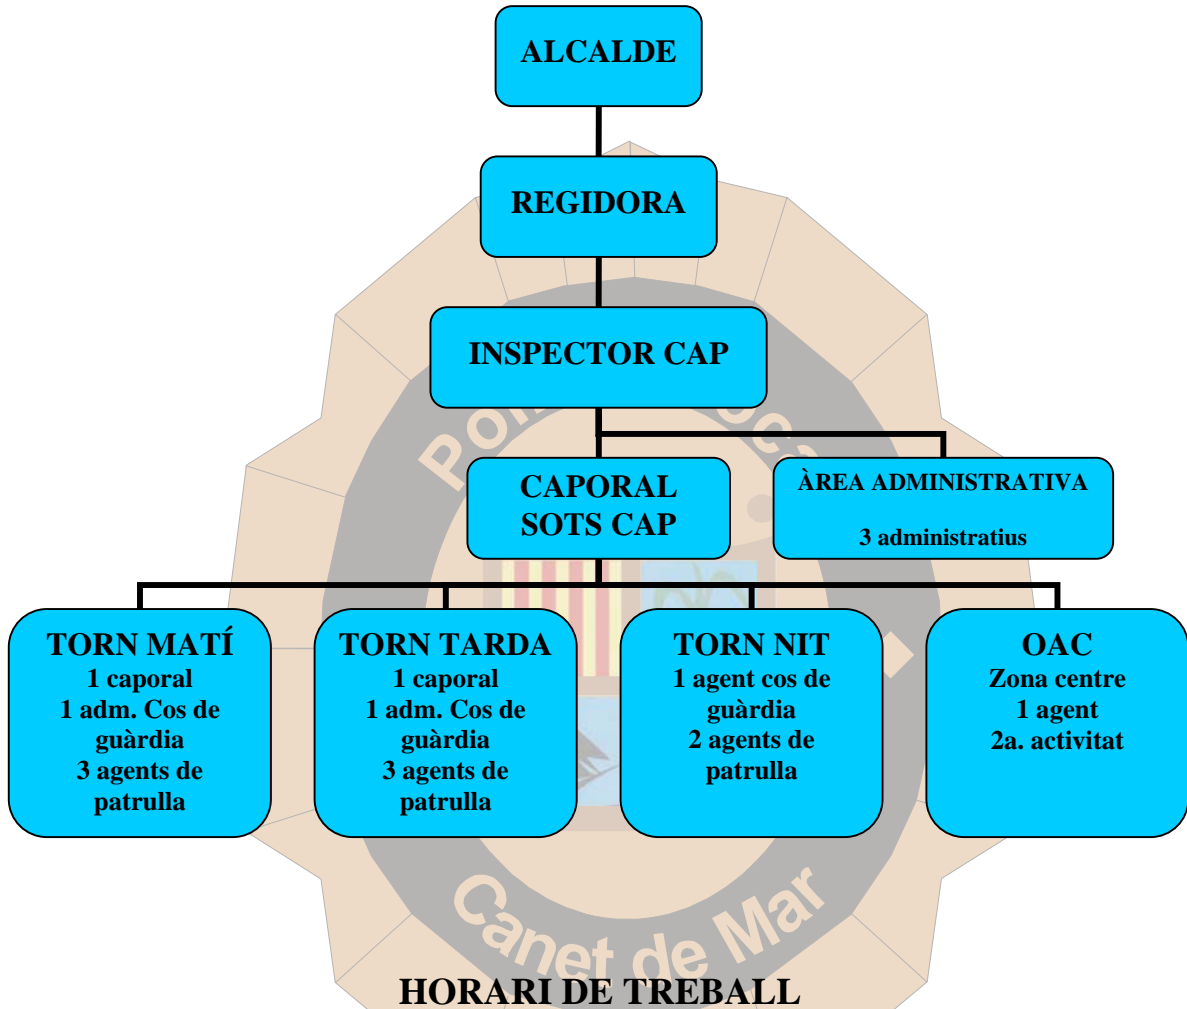 ALCALDE
REGIDORA
INSPECTOR CAP
CAPORAL
SOTS CAP
ÀREA ADMINISTRATIVA
3 administratius
TORN MATÍ
1 caporal
1 adm. Cos de
guàrdia
3 agents de
patrulla
TORN TARDA
1 caporal
1 adm. Cos de
guàrdia
3 agents de
patrulla
TORN NIT
1 agent cos de
guàrdia
2 agents de
patrulla
OAC
Zona centre
1 agent
2a. activitat
Canet de Mar
HORARI DE TREBALL